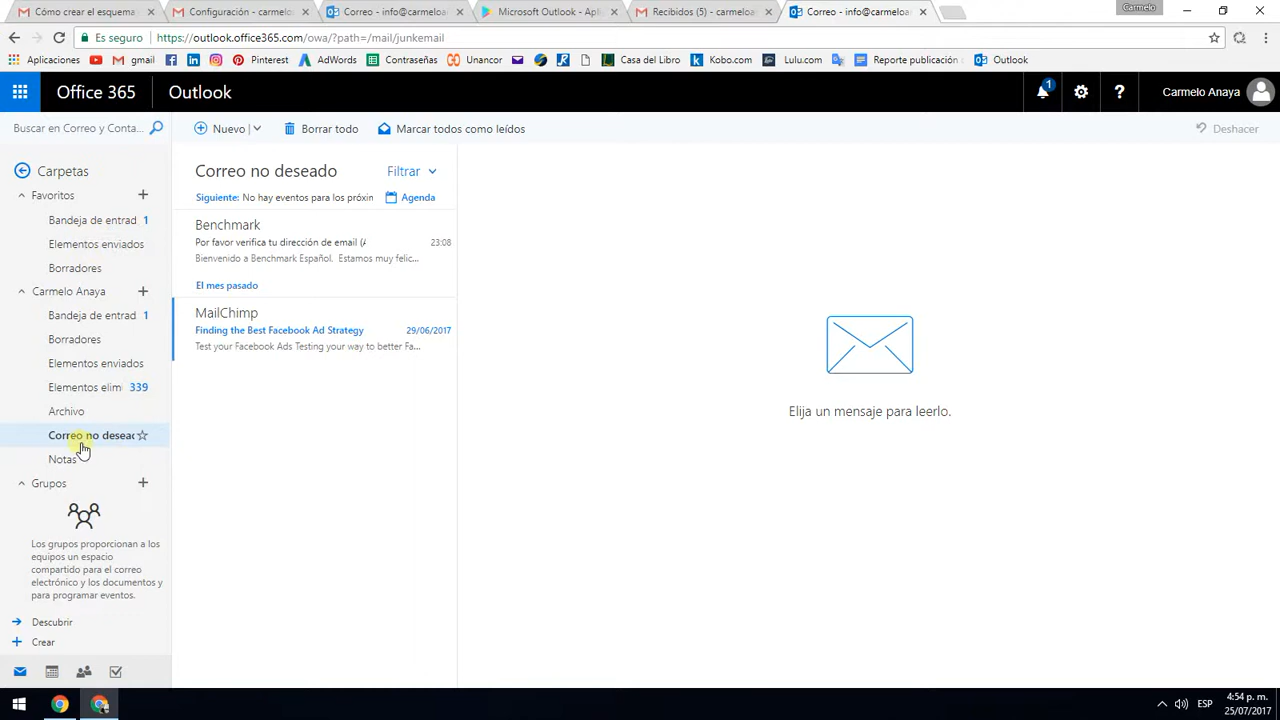 Cómo crear el esquema
Configuración - carmelo
Correo - info@carmeloa
Microsoft Outlook - Apli
Recibidos (5) - carmeloa
Correo - info@carmeloa
Carmelo
Es seguro
https://outlook.office365.com/owa/?path=/mail/junkemail
Aplicaciones
gmail
Pinterest
AdWords
Contraseñas
Unancor
Casa del Libro
Kobo.com
Lulu.com
Reporte publicación
Outlook
Office 365
Outlook
1
?
Carmelo Anaya
Buscar en Correo y Conta...
Nuevo
Borrar todo
Marcar todos como leídos
Deshacer
Carpetas
Favoritos
Bandeja de entrad 1
Elementos enviados
Borradores
Carmelo Anaya
Bandeja de entrad 1
Borradores
Elementos enviados
Elementos elimi 339
Archivo
Correo no desead
Notas
Grupos
Los grupos proporcionan a los
equipos un espacio
compartido para el correo
electrónico y los documentos y
para programar eventos.
Descubrir
Crear
Correo no deseado
Filtrar
Siguiente: No hay eventos para los próxin
Agenda
Benchmark
Por favor verifica tu dirección de email (A
23:08
Bienvenido a Benchmark Español. Estamos muy felic...
El mes pasado
MailChimp
Finding the Best Facebook Ad Strategy
29/06/2017
Test your Facebook Ads Testing your way to better Fa...
Elija un mensaje para leerlo.
ESP
4:54 p. m.
25/07/2017